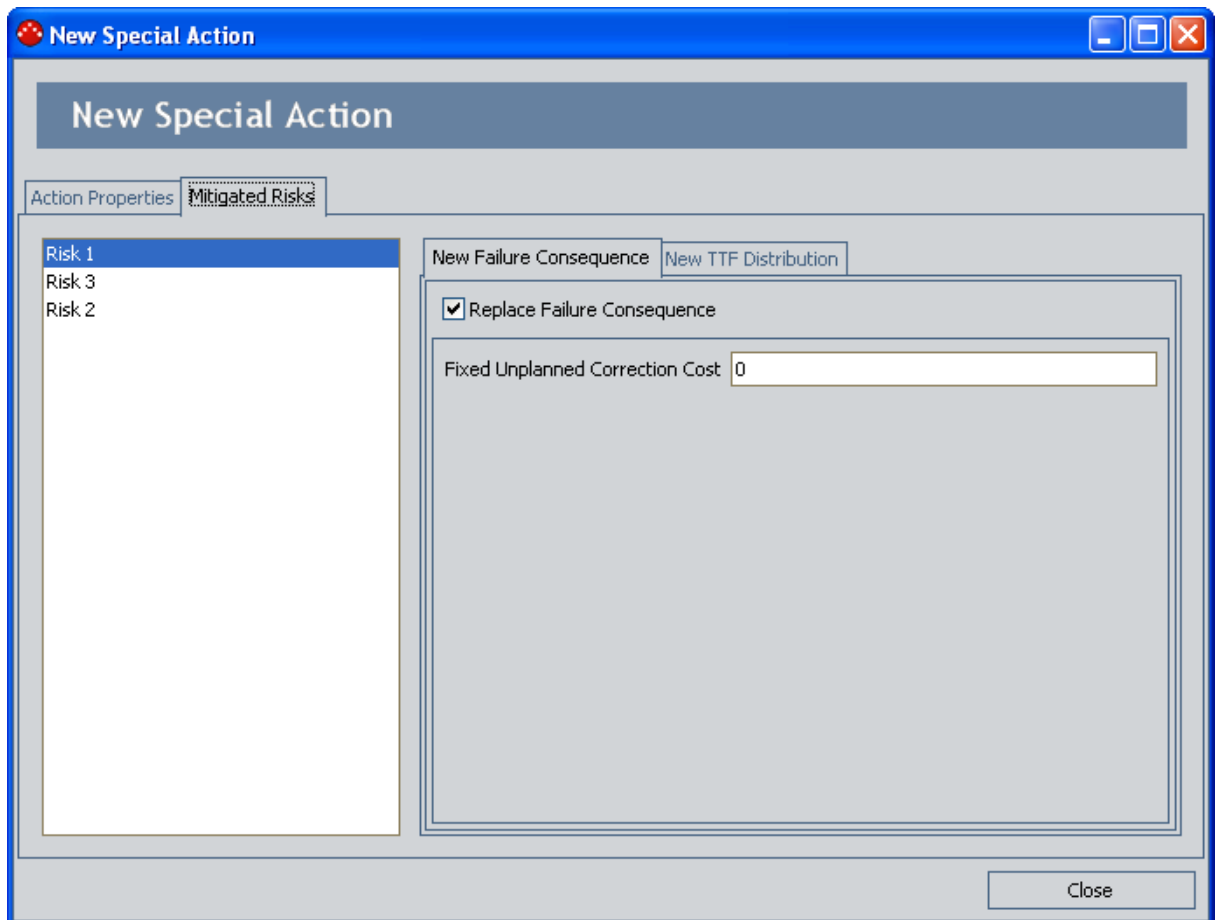 New Special Action
New Special Action
Action Properties
Mitigated Risks
Risk 1
Risk 3
Risk 2
New Failure Consequence
New TTF Distribution
Replace Failure Consequence
Fixed Unplanned Correction Cost 0
Close